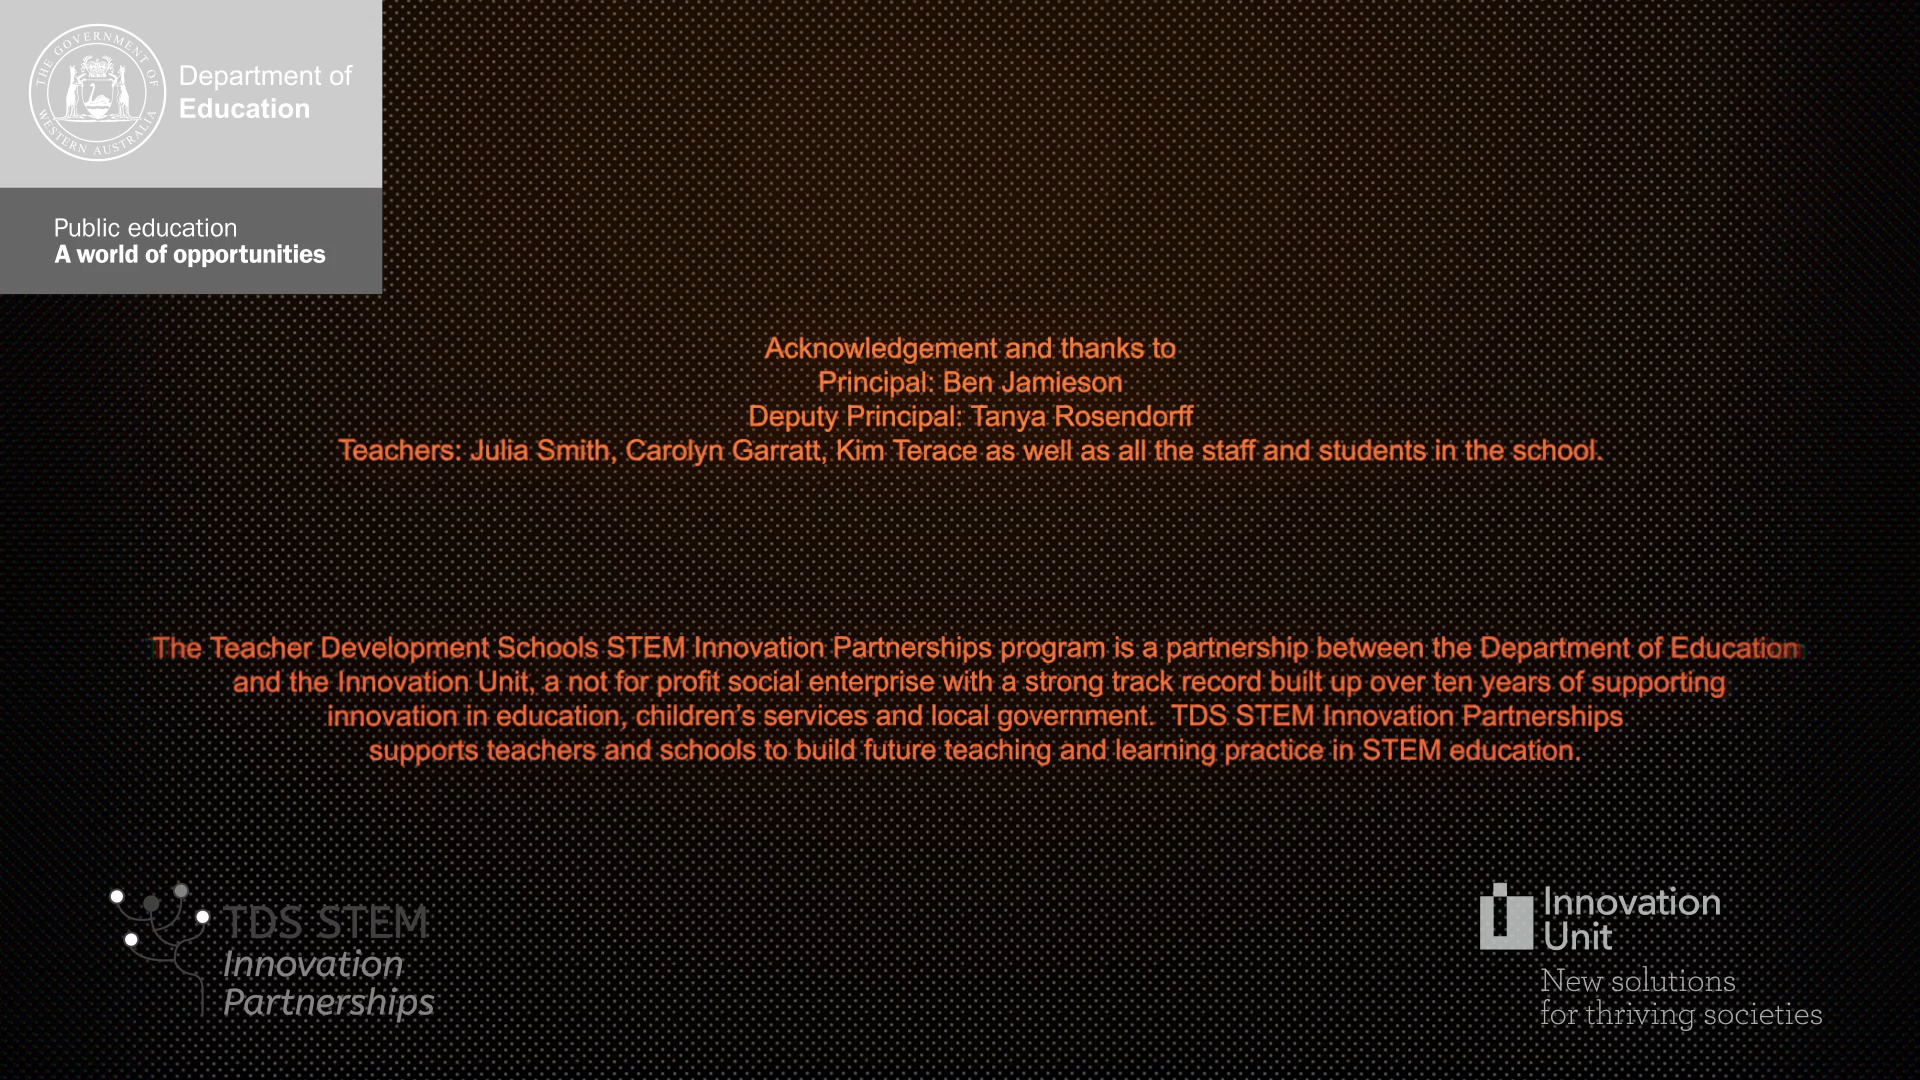 THE GOVERNMENT OF
WESTERN AUSTRALIA
Department of
Education
Public education
A world of opportunities
Acknowledgement and thanks to
Principal: Ben Jamieson
Deputy Principal: Tanya Rosendorff
Teachers: Julia Smith, Carolyn Garratt, Kim Terace as well as all the staff and students in the school.
The Teacher Development Schools STEM Innovation Partnerships program is a partnership between the Department of Education
and the Innovation Unit, a not for profit social enterprise with a strong track record built up over ten years of supporting
innovation in education, children’s services and local government.  TDS STEM Innovation Partnerships
supports teachers and schools to build future teaching and learning practice in STEM education.
TDS STEM
Innovation
Partnerships
Innovation
Unit
New solutions
for thriving societies